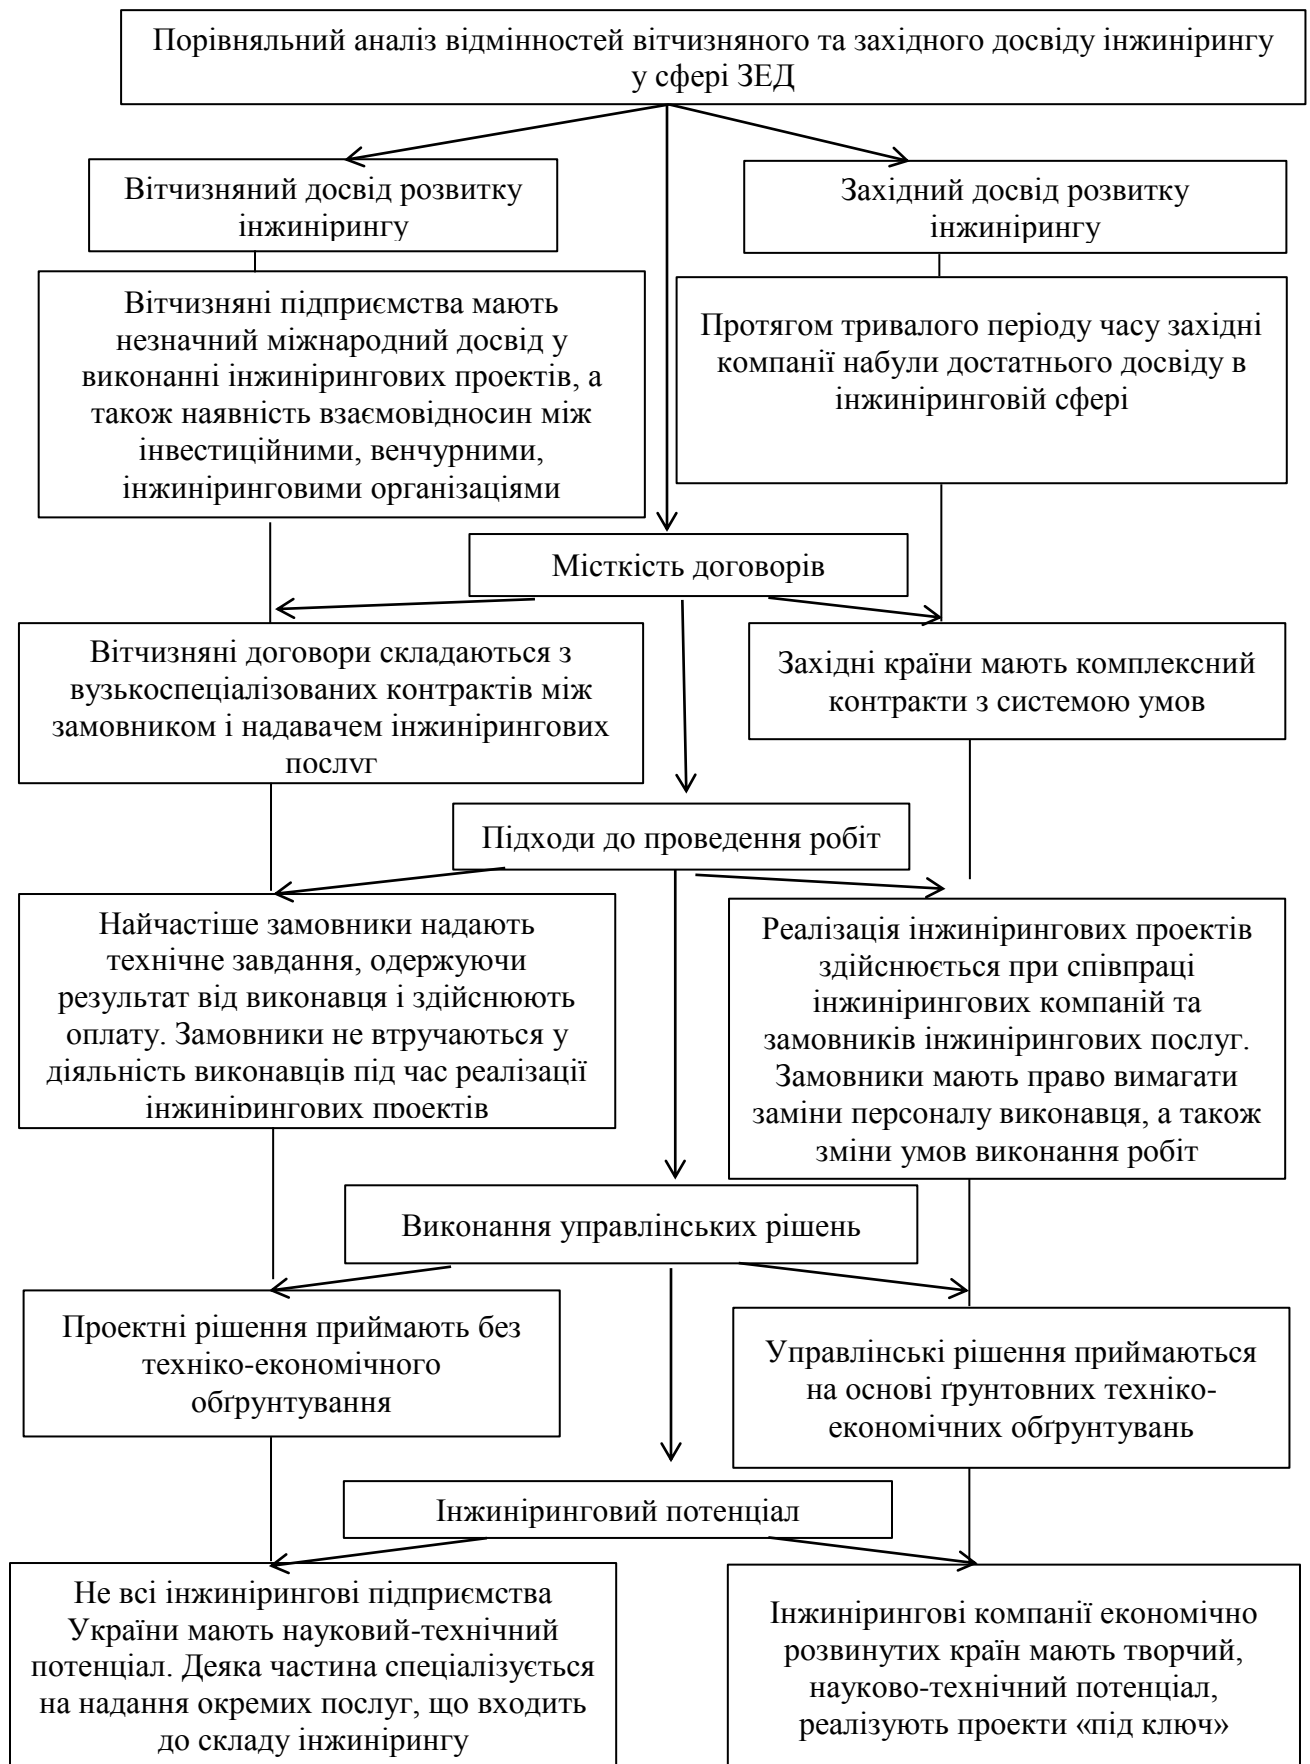 Порівняльний аналіз відмінностей вітчизняного та західного досвіду інжинірингу
у сфері ЗЕД
Вітчизняний досвід розвитку
інжинірингу
Західний досвід розвитку
інжинірингу
Вітчизняні підприємства мають
незначний міжнародний досвід у
виконанні інжинірингових проектів, а
також наявність взаємовідносин між
інвестиційними, венчурними,
інжиніринговими організаціями
Протягом тривалого періоду часу західні
компанії набули достатнього досвіду в
інжиніринговій сфері
Місткість договорів
Вітчизняні договори складаються з
вузькоспеціалізованих контрактів між
замовником і надавачем інжинірингових
послуг
Західні країни мають комплексний
контракти з системою умов
Підходи до проведення робіт
Найчастіше замовники надають
технічне завдання, одержуючи
результат від виконавця і здійснюють
оплату. Замовники не втручаються у
діяльність виконавців під час реалізації
інжинірингових проектів
Реалізація інжинірингових проектів
здійснюється при співпраці
інжинірингових компаній та
замовників інжинірингових послуг.
Замовники мають право вимагати
заміни персоналу виконавця, а також
зміни умов виконання робіт
Виконання управлінських рішень
Проектні рішення приймають без
техніко-економічного
обґрунтування
Управлінські рішення приймаються
на основі ґрунтовних техніко-
економічних обґрунтувань
Інжиніринговий потенціал
Не всі інжинірингові підприємства
України мають науковий-технічний
потенціал. Деяка частина спеціалізується
на надання окремих послуг, що входить
до складу інжинірингу
Інжинірингові компанії економічно
розвинутих країн мають творчий,
науково-технічний потенціал,
реалізують проекти «під ключ»